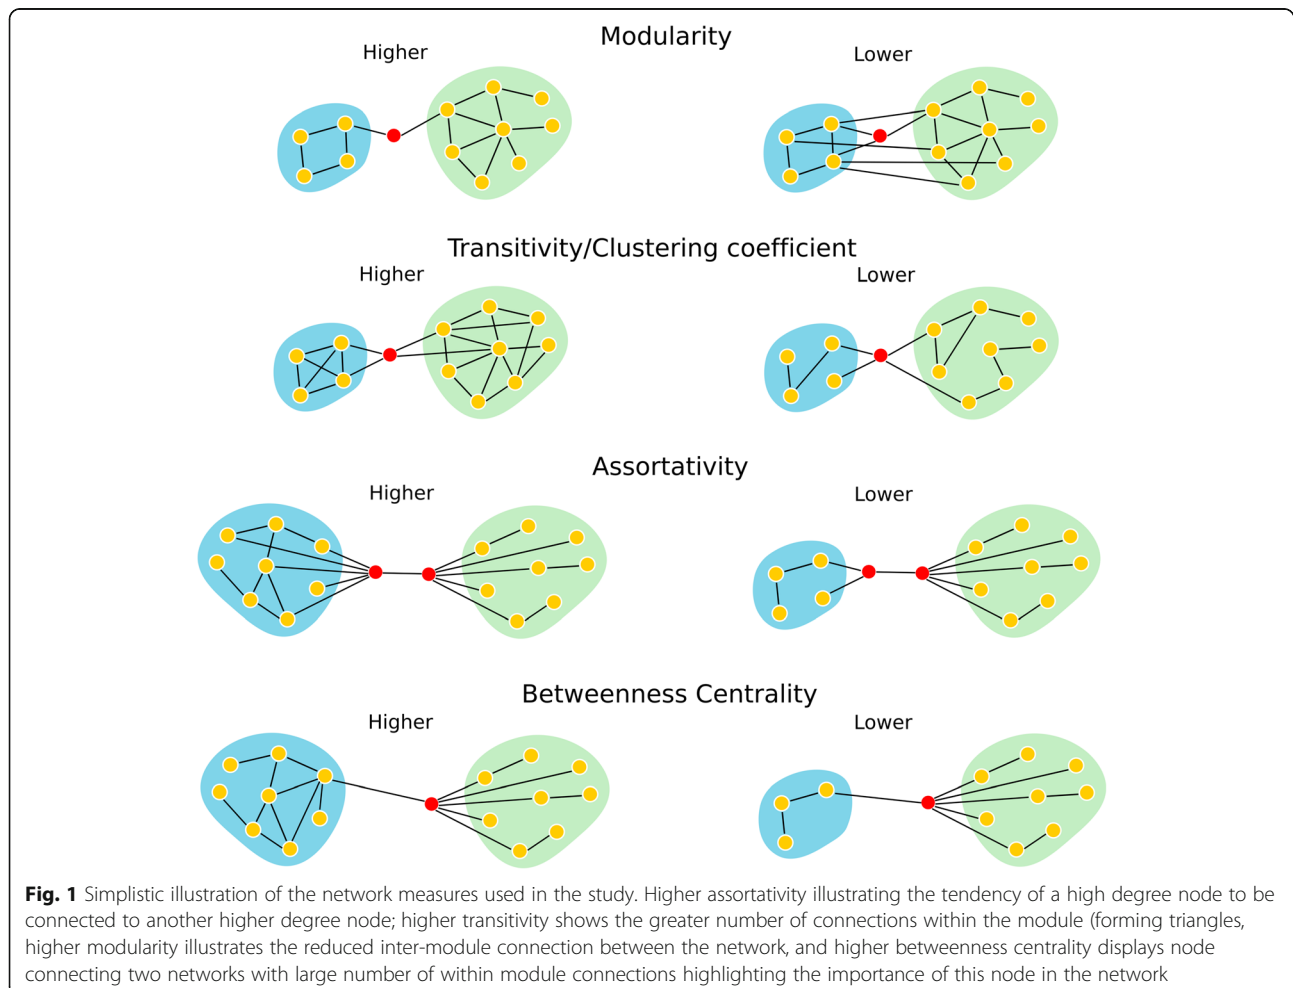 Modularity
Higher
Lower
Transitivity/Clustering coefficient
Higher
Lower
Assortativity
Higher
Lower
Betweenness Centrality
Higher
Lower
Fig. 1 Simplistic illustration of the network measures used in the study. Higher assortativity illustrating the tendency of a high degree node to be
connected to another higher degree node; higher transitivity shows the greater number of connections within the module (forming triangles,
higher modularity illustrates the reduced inter-module connection between the network, and higher betweenness centrality displays node
connecting two networks with large number of within module connections highlighting the importance of this node in the network